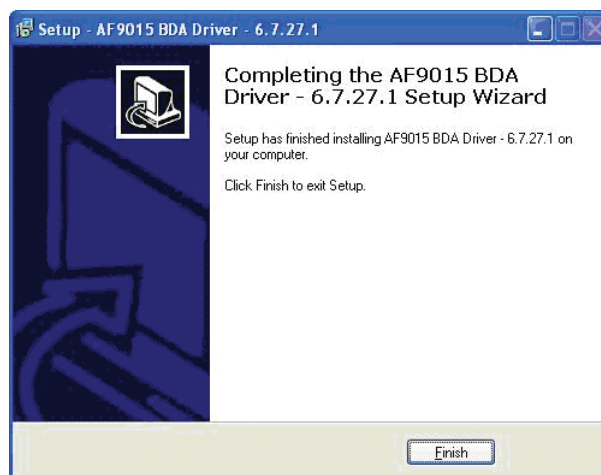 Setup - AF9015 BDA Driver - 6.7.27.1
Completing the AF9015 BDA
Driver - 6.7.27.1 Setup Wizard
Setup has finished installing AF9015 BDA Driver - 6.7.27.1 on
your computer.
Click Finish to exit Setup.
Finish